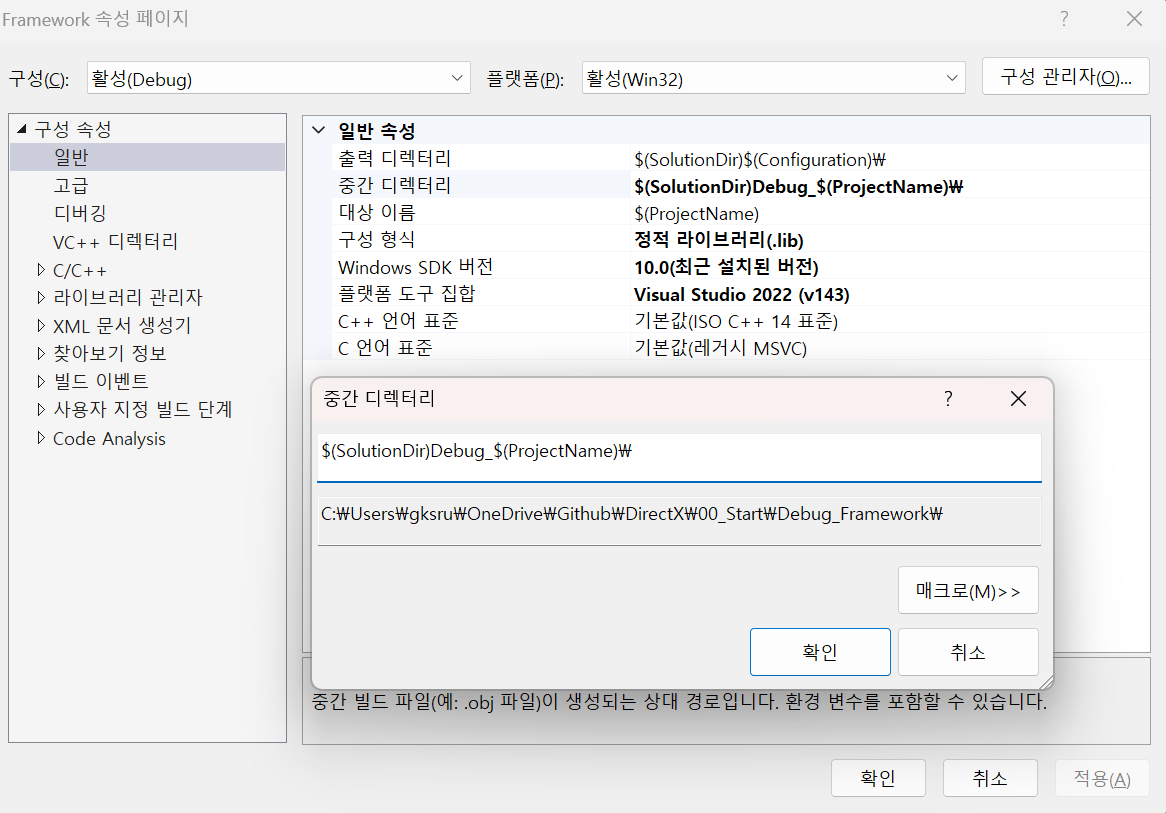 Framework 속성 페이지
구성(C): 활성(Debug) 플랫폼(P): 활성(Win32) 구성 관리자(O)...
구성 속성
일반
고급
디버깅
VC++ 디렉터리
C/C++
라이브러리 관리자
XML 문서 생성기
찾아보기 정보
빌드 이벤트
사용자 지정 빌드 단계
Code Analysis
일반 속성
출력 디렉터리 $(SolutionDir)$(Configuration)₩
중간 디렉터리 $(SolutionDir)Debug_$(ProjectName)₩
대상 이름 $(ProjectName)
구성 형식 정적 라이브러리(.lib)
Windows SDK 버전 10.0(최근 설치된 버전)
플랫폼 도구 집합 Visual Studio 2022 (v143)
C++ 언어 표준 기본값(ISO C++ 14 표준)
C 언어 표준 기본값(레거시 MSVC)
중간 디렉터리 ?
$(SolutionDir)Debug_$(ProjectName)₩
C:₩Users₩gksru₩OneDrive₩Github₩DirectX₩00_Start₩Debug_Framework₩
매크로(M)>>
확인 취소
중간 빌드 파일(예: .obj 파일)이 생성되는 상대 경로입니다. 환경 변수를 포함할 수 있습니다.
확인 취소 적용(A)